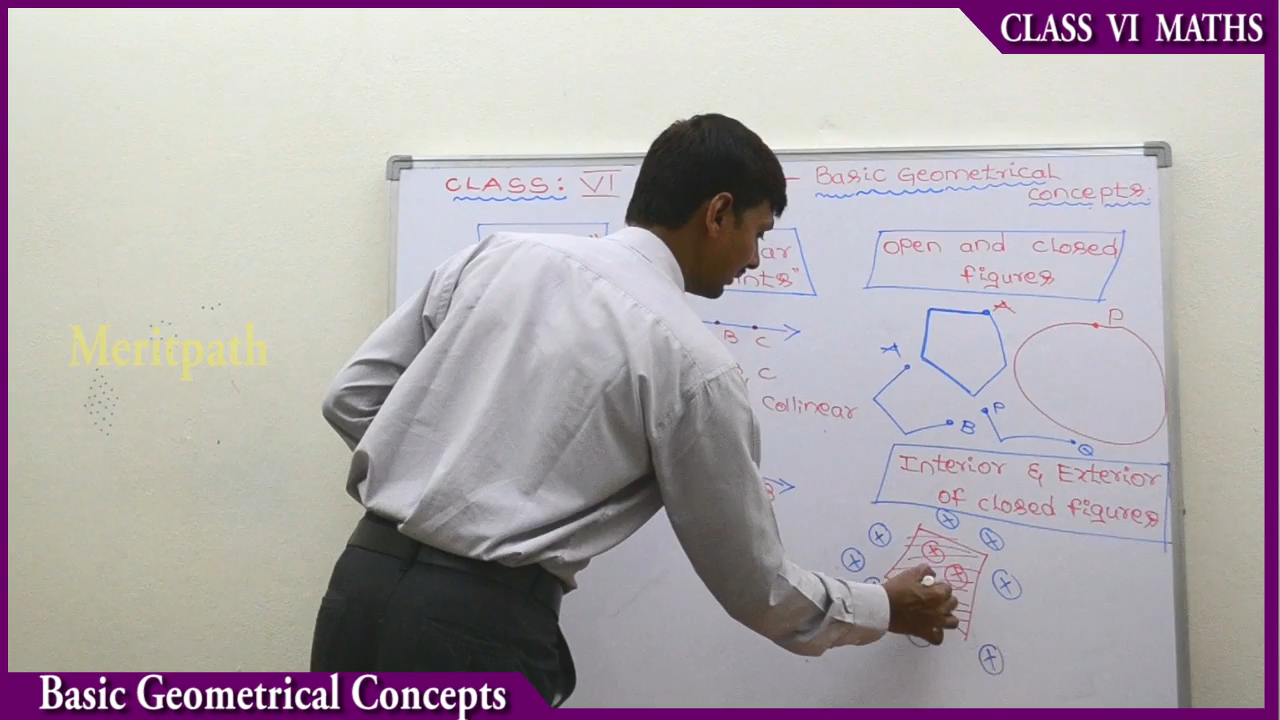 CLASS VI MATHS
CLASS: VI
- Basic Geometrical
concepts:
open and closed
figures
A
P
B C
A
, C
Collinear
P
B
Q
Interior & Exterior
of closed figures
Meritpath
Basic Geometrical Concepts